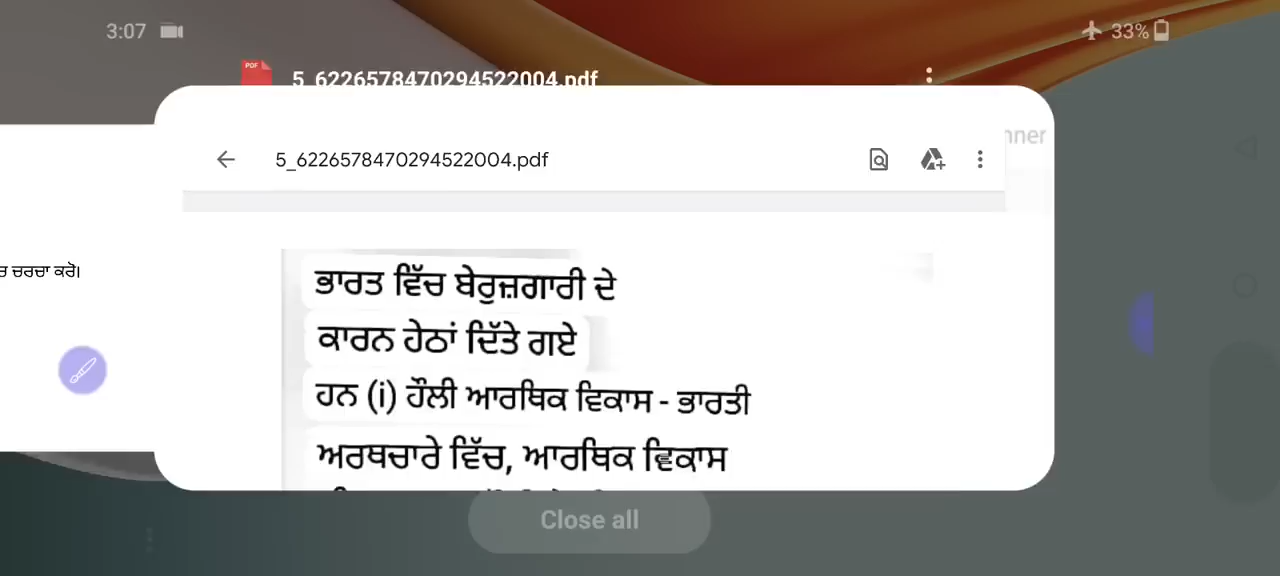 3:07
33%
5_6226578470294522004.pdf
nner
5_6226578470294522004.pdf
ਚਰਚਾ ਕਰੋ।
ਭਾਰਤ ਵਿੱਚ ਬੇਰੁਜ਼ਗਾਰੀ ਦੇ
ਕਾਰਨ ਹੇਠਾਂ ਦਿੱਤੇ ਗਏ
ਹਨ (i) ਹੌਲੀ ਆਰਥਿਕ ਵਿਕਾਸ - ਭਾਰਤੀ
ਅਰਥਚਾਰੇ ਵਿੱਚ, ਆਰਥਿਕ ਵਿਕਾਸ
Close all